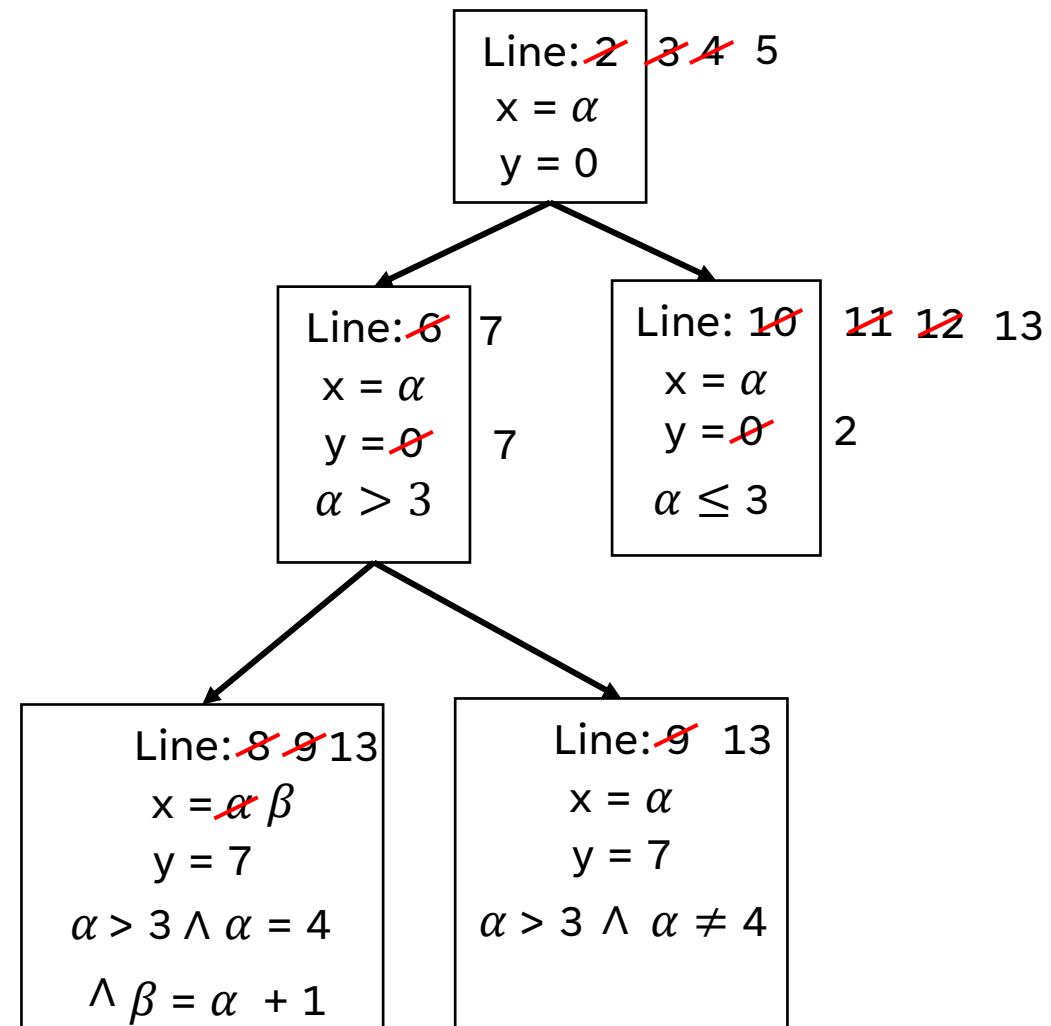 Line: 2 3 4 5
x = α
y = 0
Line: 6 7
x = α
y = 0 7
α > 3
Line: 10 11 12 13
x = α
y = 0 2
α ≤ 3
Line: 8 9 13
x = α β
y = 7
α > 3 ∧ α = 4
∧ β = α + 1
Line: 9 13
x = α
y = 7
α > 3 ∧ α ≠ 4